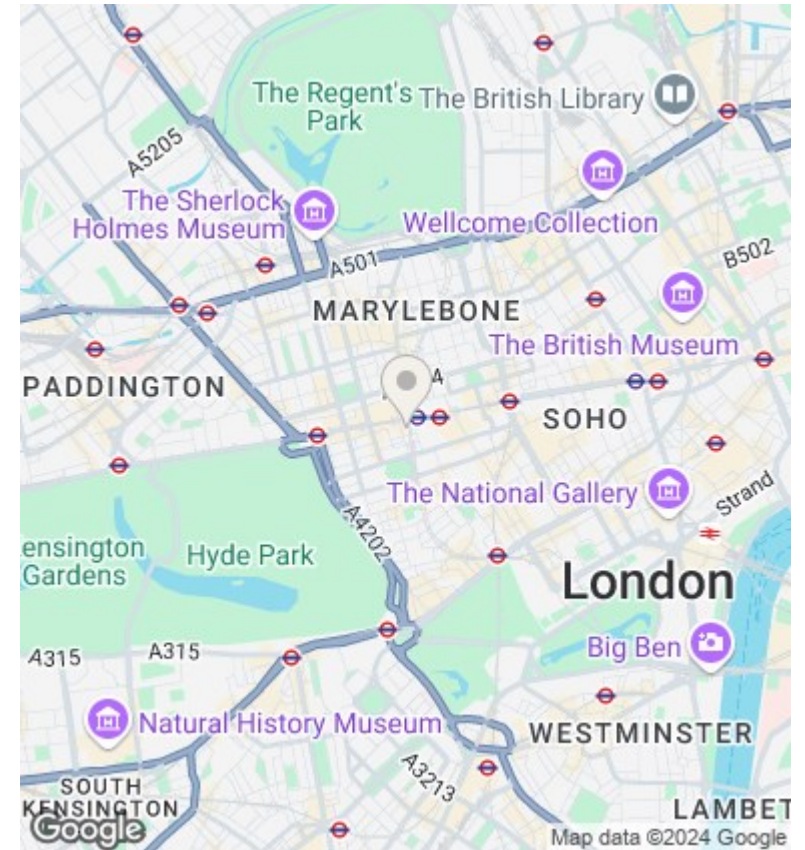 The Regent's
Park
The British Library
A5205
The Sherlock
Holmes Museum
Wellcome Collection
A501
B502
MARYLEBONE
The British Museum
PADDINGTON
SOHO
The National Gallery
Strand
A4202
ensington
Gardens
Hyde Park
London
Big Ben
A315
A315
Natural History Museum
WESTMINSTER
A3213
SOUTH
KENSINGTON
LAMBET
Google
Map data ©2024 Google